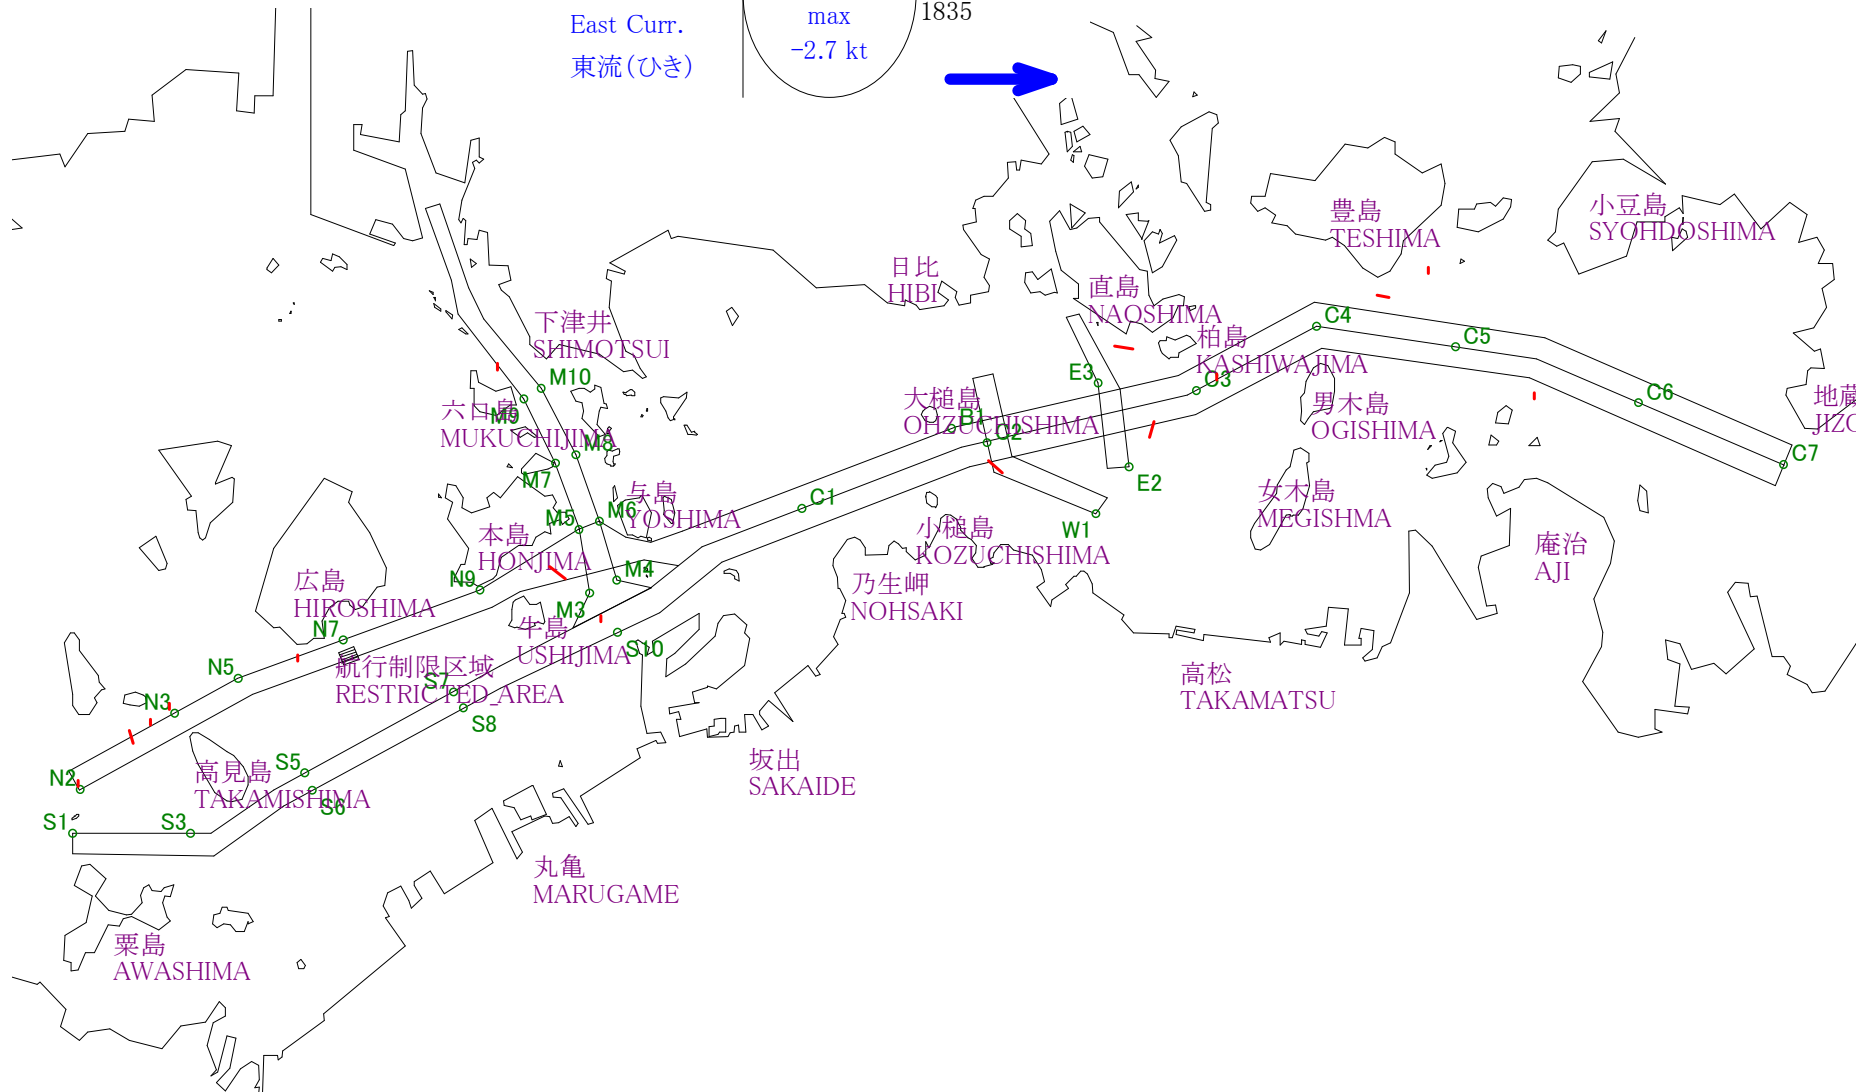 East Curr.
東流(ひき)
max
-2.7 kt
1835
豊島
TESHIMA
小豆島
SYOHDOSHIMA
日比
HIBI
直島
NAOSHIMA
下津井
SHIMOTSUI
柏島
KASHIWAJIMA
C4
C5
C6
C7
E3
C3
M10
M9
六口島
MUKUCHIJIMA
大槌島
OHZUCHISHIMA
B1
C2
男木島
OGISHIMA
地蔵
JIZO
M8
M7
E2
与島
YOSHIMA
C1
女木島
MEGISHMA
M5
M6
W1
本島
HONJIMA
小槌島
KOZUCHISHIMA
庵治
AJI
広島
HIROSHIMA
N9
M4
M3
乃生岬
NOHSAKI
牛島
USHIJIMA
S10
N7
航行制限区域
RESTRICTED_AREA
N5
S7
S8
高松
TAKAMATSU
N3
N2
高見島
TAKAMISHIMA
S5
S6
坂出
SAKAIDE
S1
S3
丸亀
MARUGAME
粟島
AWASHIMA